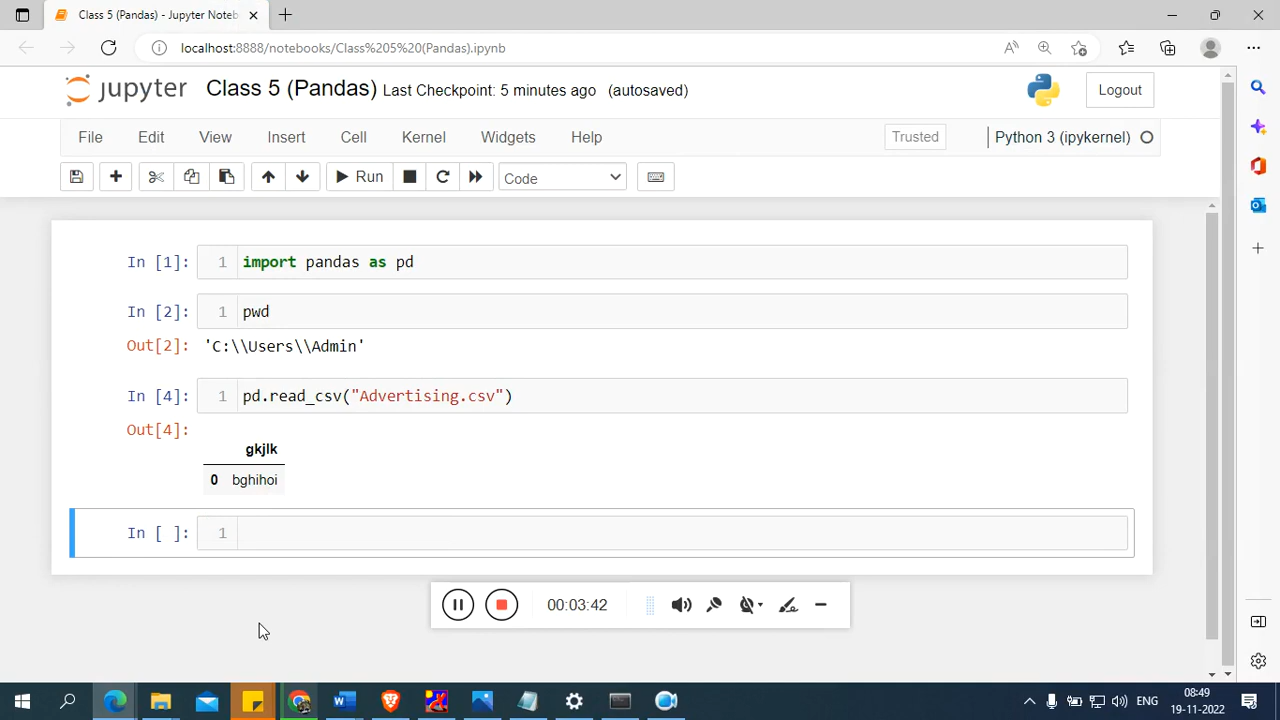 Class 5 (Pandas) - Jupyter Noteb
localhost:8888/notebooks/Class%205%20(Pandas).ipynb
jupyter Class 5 (Pandas) Last Checkpoint: 5 minutes ago (autosaved) Logout
File Edit View Insert Cell Kernel Widgets Help Trusted Python 3 (ipykernel)
Run Code
In [1]: 1 import pandas as pd
In [2]: 1 pwd
Out[2]: 'C:\\Users\\Admin'
In [4]: 1 pd.read_csv("Advertising.csv")
Out[4]:
gkjlk
0 bghihoi
In [ ]: 1
00:03:42
ENG
08:49
19-11-2022